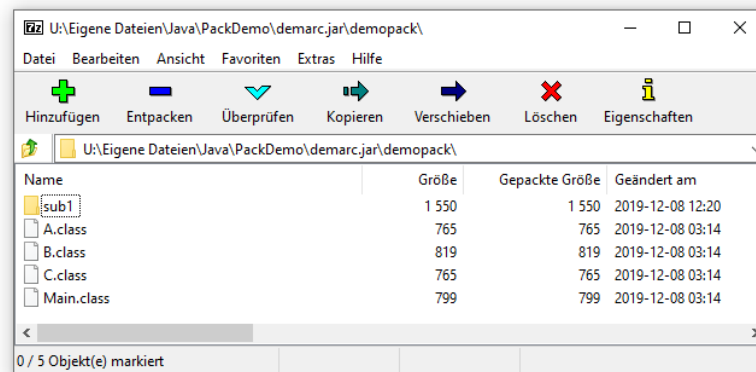 U:\Eigene Dateien\Java\PackDemo\demarc.jar\demopack\
Datei Bearbeiten Ansicht Favoriten Extras Hilfe
Hinzufügen Entpacken Überprüfen Kopieren Verschieben Löschen Eigenschaften
U:\Eigene Dateien\Java\PackDemo\demarc.jar\demopack\
Name Größe Gepackte Größe Geändert am
sub1 1 550 1 550 2019-12-08 12:20
A.class 765 765 2019-12-08 03:14
B.class 819 819 2019-12-08 03:14
C.class 765 765 2019-12-08 03:14
Main.class 799 799 2019-12-08 03:14
0 / 5 Objekt(e) markiert